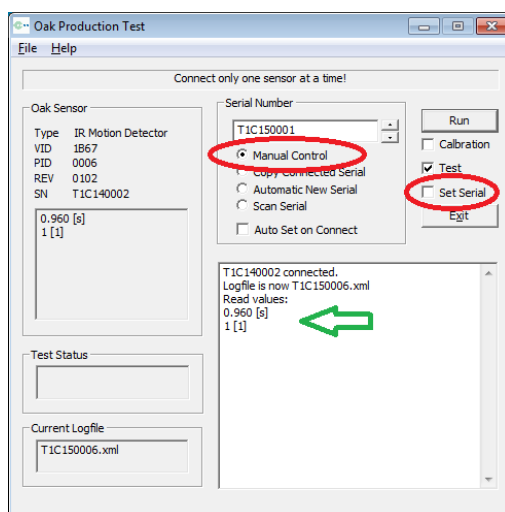 Oak Production Test
File Help
Connect only one sensor at a time!
Oak Sensor
Type IR Motion Detector
VID 1B67
PID 0006
REV 0102
SN T1C140002
0.960 [s]
1 [1]
Serial Number
T1C150001
Manual Control
Copy Connected Serial
Automatic New Serial
Scan Serial
Auto Set on Connect
Run
Calbration
Test
Set Serial
Exit
T1C140002 connected.
Logfile is now T1C150006.xml
Read values:
0.960 [s]
1 [1]
Test Status
Current Logfile
T1C150006.xml